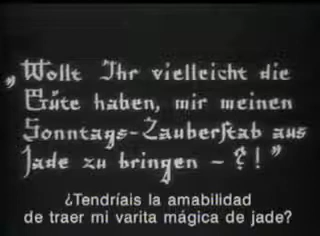 „Wollt Ihr vielleicht die
Güte haben, mir meinen
Sonntags-Zauberstab aus
Jade zu bringen – ?!”
¿Tendríais la amabilidad
de traer mi varita mágica de jade?